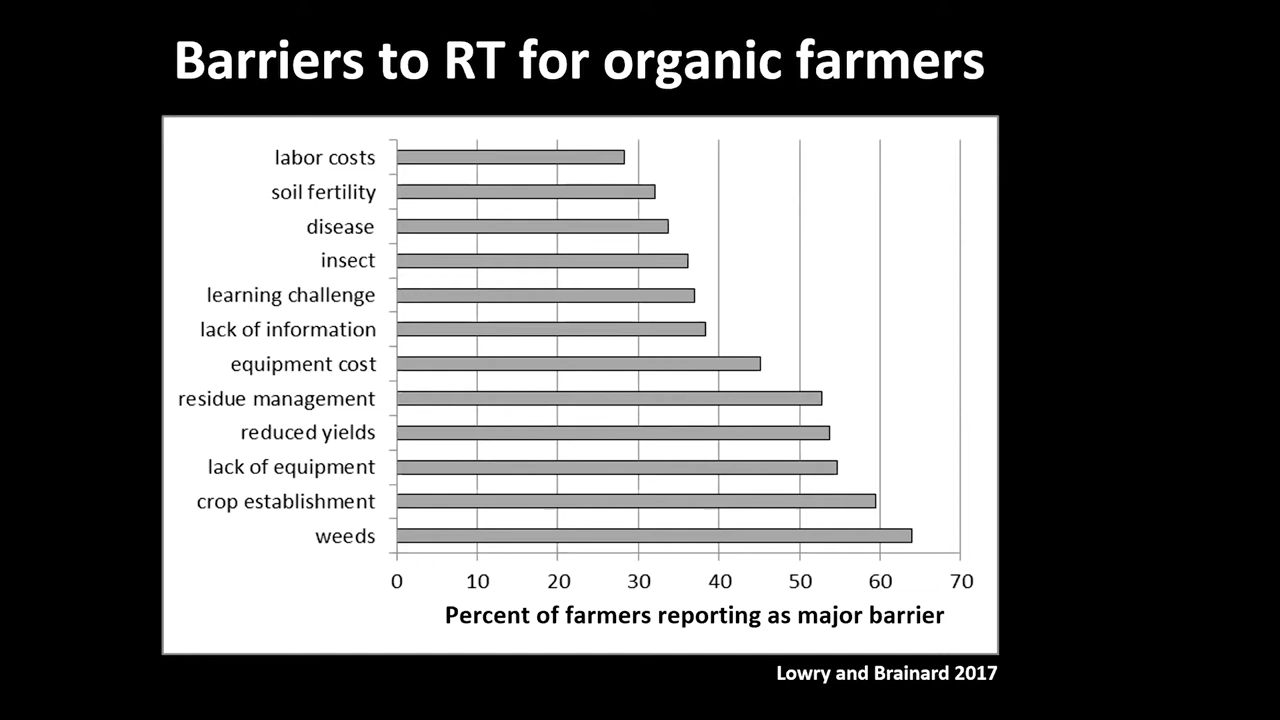 Barriers to RT for organic farmers
labor costs
soil fertility
disease
insect
learning challenge
lack of information
equipment cost
residue management
reduced yields
lack of equipment
crop establishment
weeds
0 10 20 30 40 50 60 70
Percent of farmers reporting as major barrier
Lowry and Brainard 2017